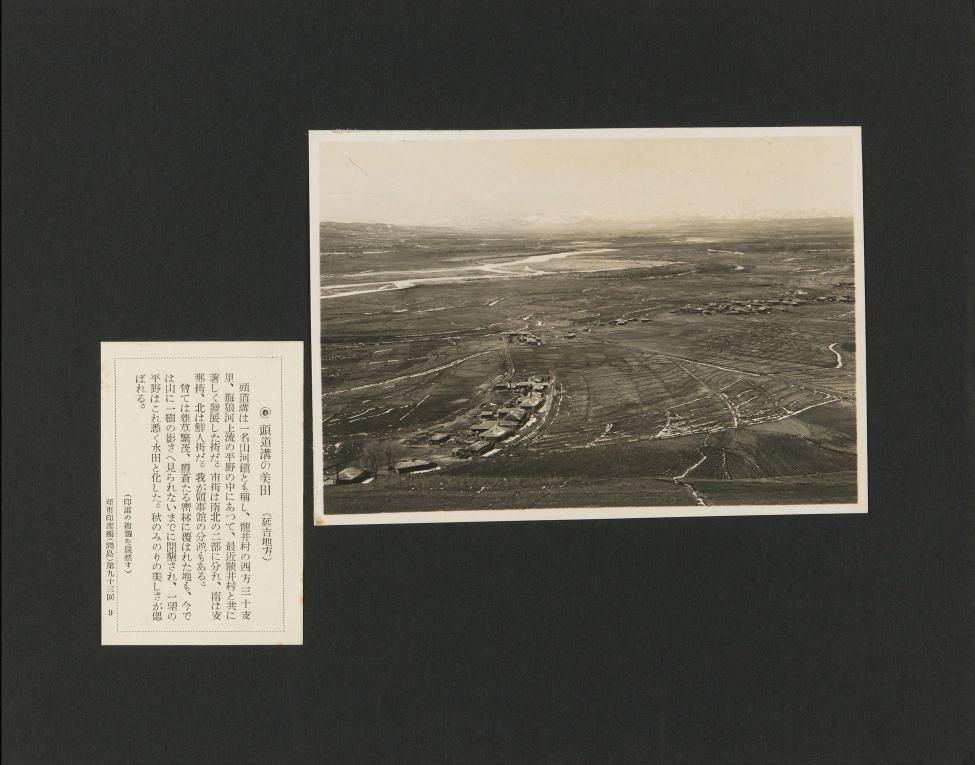 ◉ 頭道溝の美田 (延吉地方)
頭道溝は一名山河鎮とも稱し、龍井村の西方三十支
里、海狼河上流の平野の中にあつて、最近龍井村と共に
著しく發展した街だ。市街は南北の二部に分れ、南は支
那街、北は鮮人街だ。我が領事館の分館もある。
曾ては雜草繁茂、鬱蒼たる密林に覆はれた地も、今で
は山に一樹の影さへ見られないまでに開墾され、一望の
平野はこれ悉く水田と化した。秋のみのりの美しさが偲
ばれる。
(印畫の複製を嚴禁す)
亞東印畫輯(間島)第九十三回 9